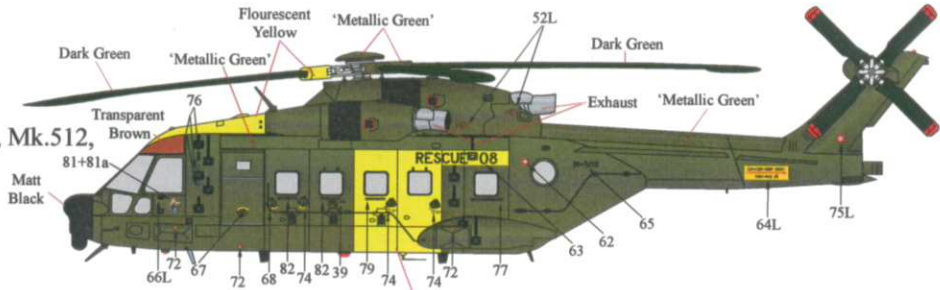 Flourescent
Yellow
'Metallic Green'
52L
Dark Green
'Metallic Green'
Dark Green
Transparent
Brown
76
Exhaust
'Metallic Green'
, Mk.512,
81+81a
RESCUE 08
Matt
Black
66L
72
67
72
68
82
74
82
39
79
74
74
72
77
63
62
65
64L
75L